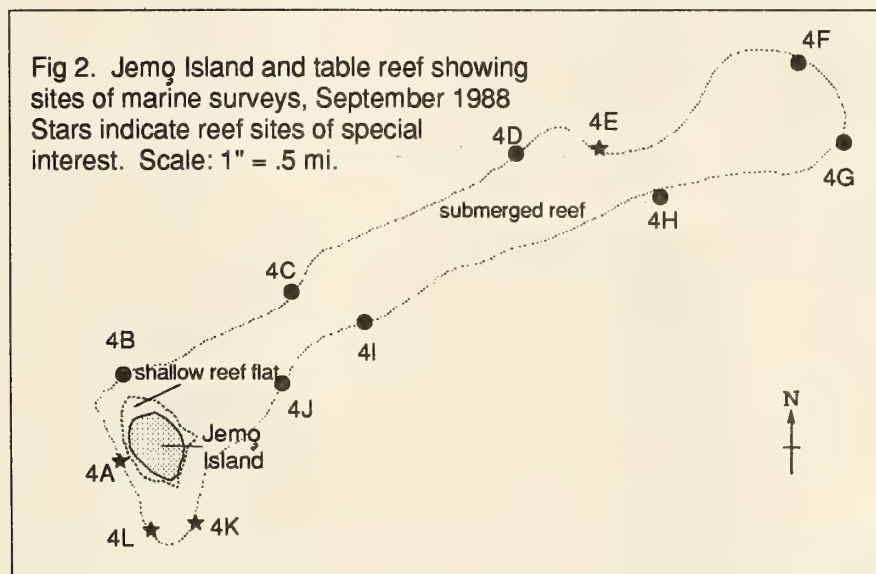 Fig 2. Jemo̧ Island and table reef showing
sites of marine surveys, September 1988
Stars indicate reef sites of special
interest. Scale: 1" = .5 mi.
4F
4D
4E
4G
submerged reef
4H
4C
4I
4B
shallow reef flat
4J
N
Jemo̧
Island
4A
4L
4K